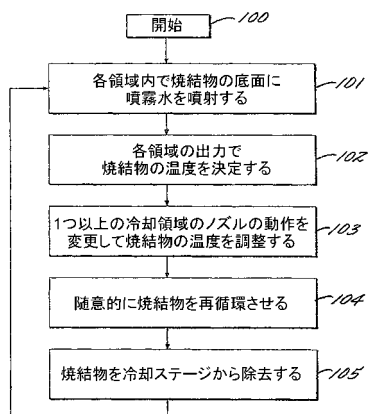 開始
100
各領域内で焼結物の底面に
噴霧水を噴射する
101
各領域の出力で
焼結物の温度を決定する
102
1つ以上の冷却領域のノズルの動作を
変更して焼結物の温度を調整する
103
随意的に焼結物を再循環させる
104
焼結物を冷却ステージから除去する
105